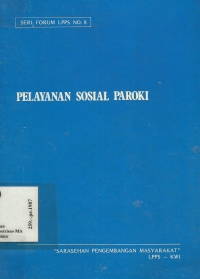 SERI FORUM LPPS NO. 8
PELAYANAN SOSIAL PAROKI
"SARASEHAN PENGEMBANGAN MASYARAKAT"
LPPS - KWI